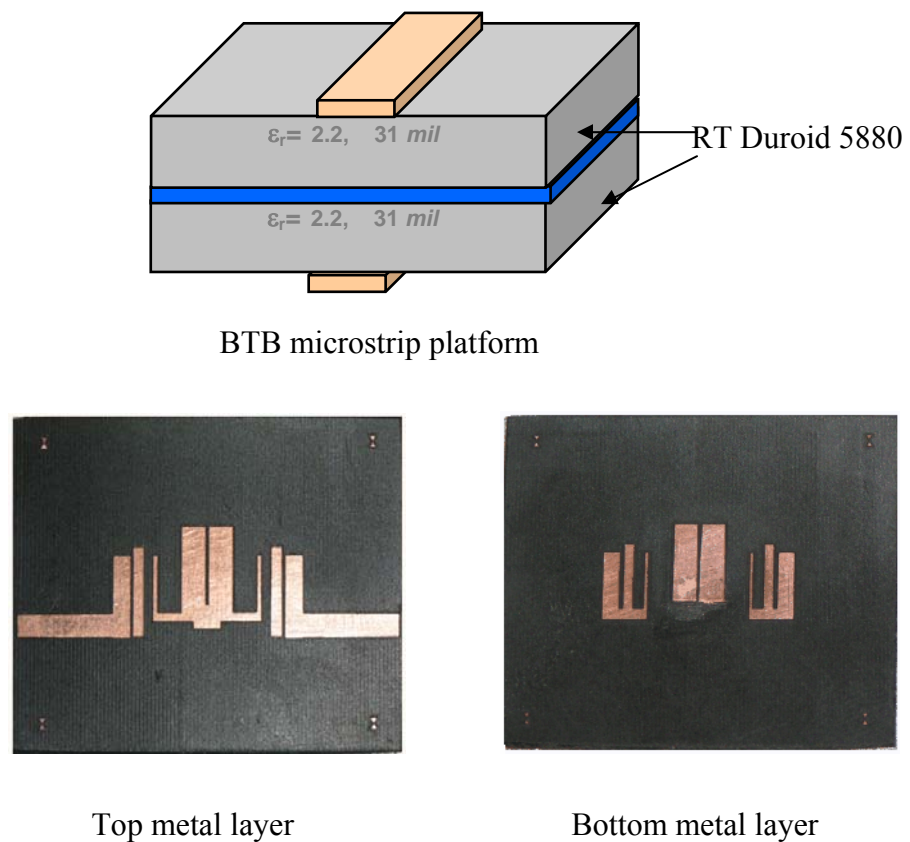 εr= 2.2, 31 mil
RT Duroid 5880
εr= 2.2, 31 mil
BTB microstrip platform
Top metal layer
Bottom metal layer